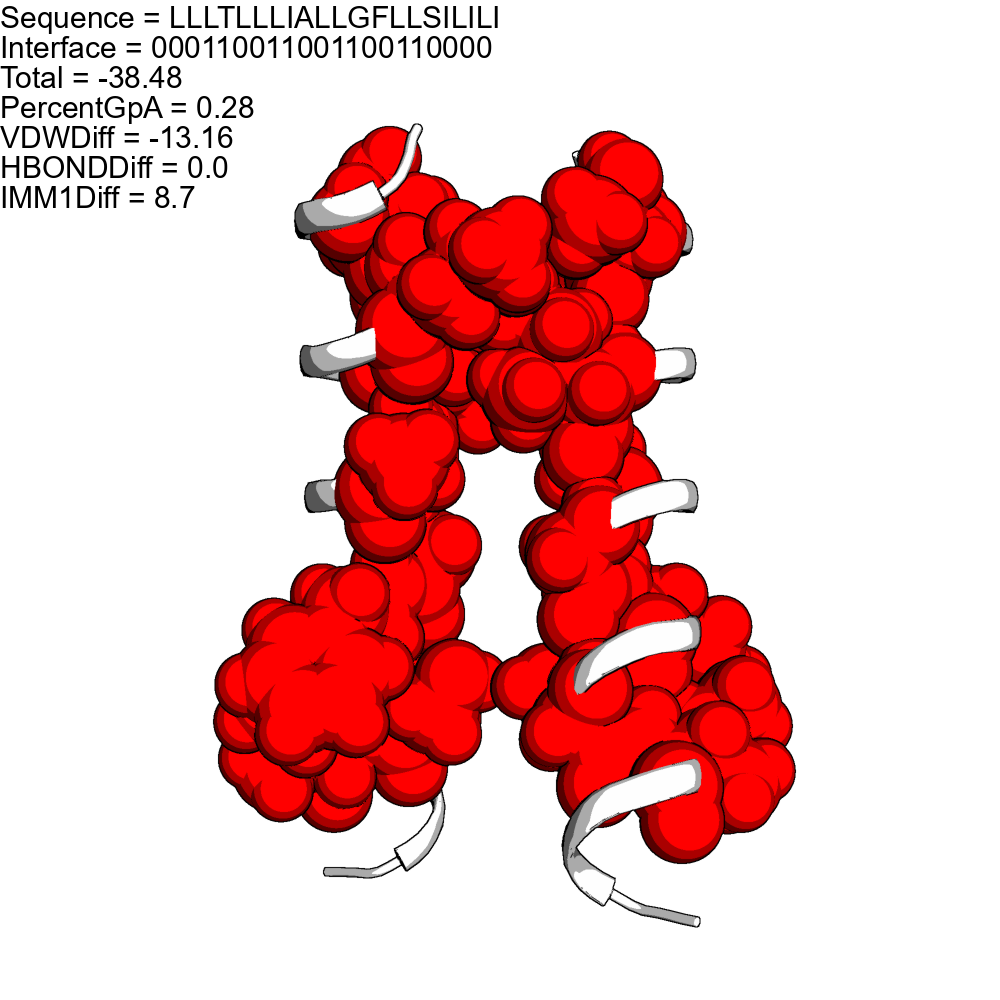 Sequence = LLLTLLLIALLGFLLSILILI
Interface = 000110011001100110000
Total = -38.48
PercentGpA = 0.28
VDWDiff = -13.16
HBONDDiff = 0.0
IMM1Diff = 8.7